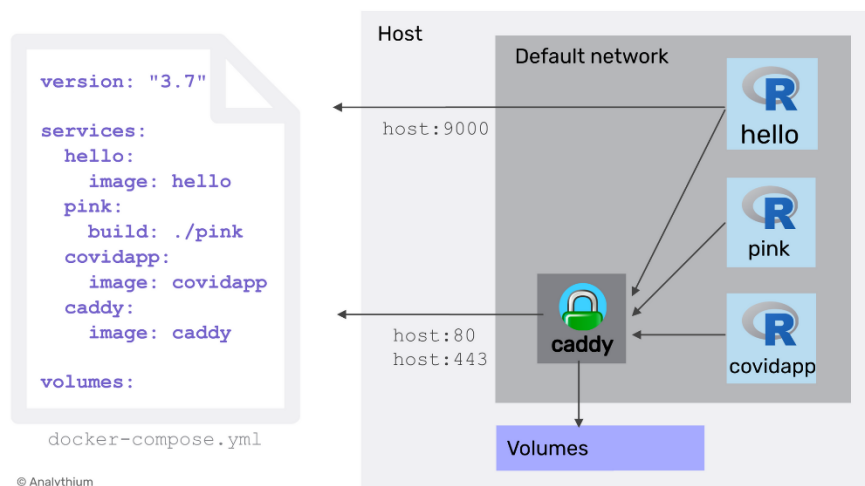 version: "3.7"
services:
  hello:
    image: hello
  pink:
    build: ./pink
  covidapp:
    image: covidapp
  caddy:
    image: caddy
volumes:
docker-compose.yml
© Analythium
Host
Default network
host:9000
R
hello
R
pink
R
covidapp
caddy
host:80
host:443
Volumes